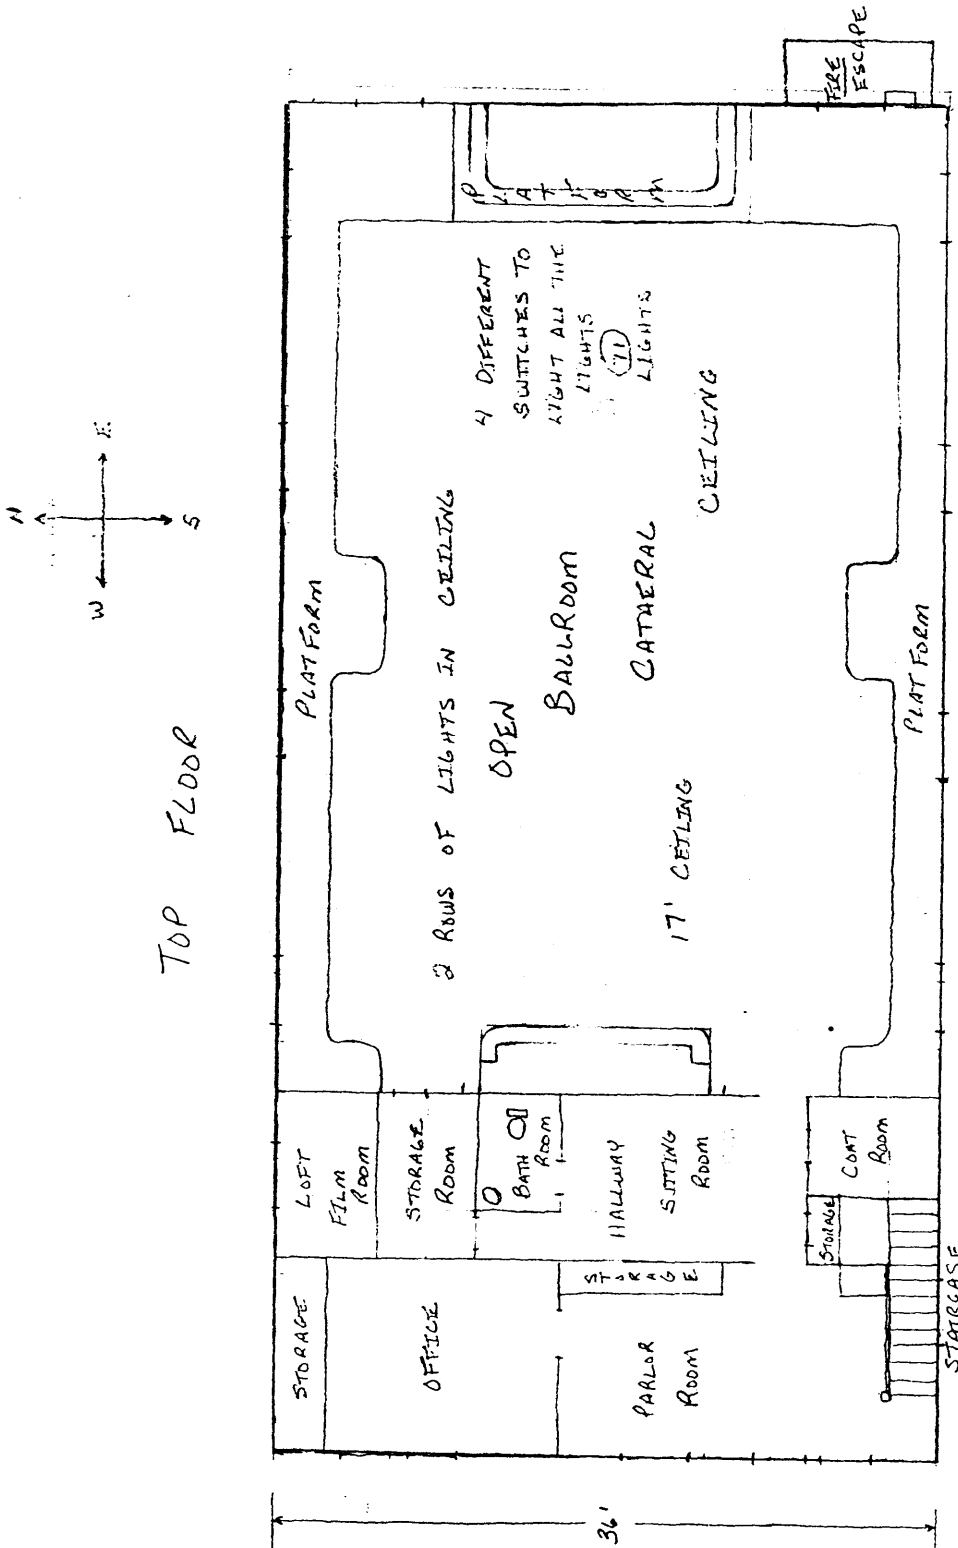 TOP FLOOR
N
W
E
S
PLATFORM
2 ROWS OF LIGHTS IN CEILING
4 DIFFERENT
SWITCHES TO
LIGHT ALL THE
LIGHTS
LIGHTS
PLATFORM
OPEN
BALLROOM
CATHERAL
CEILING
17' CEILING
PLATFORM
FIRE
ESCAPE
LOFT
FILM
ROOM
STORAGE
ROOM
BATH
ROOM
HALLWAY
SITTING
ROOM
COAT
ROOM
STORAGE
STORAGE
OFFICE
STORAGE
PARLOR
ROOM
STAIRCASE
36'